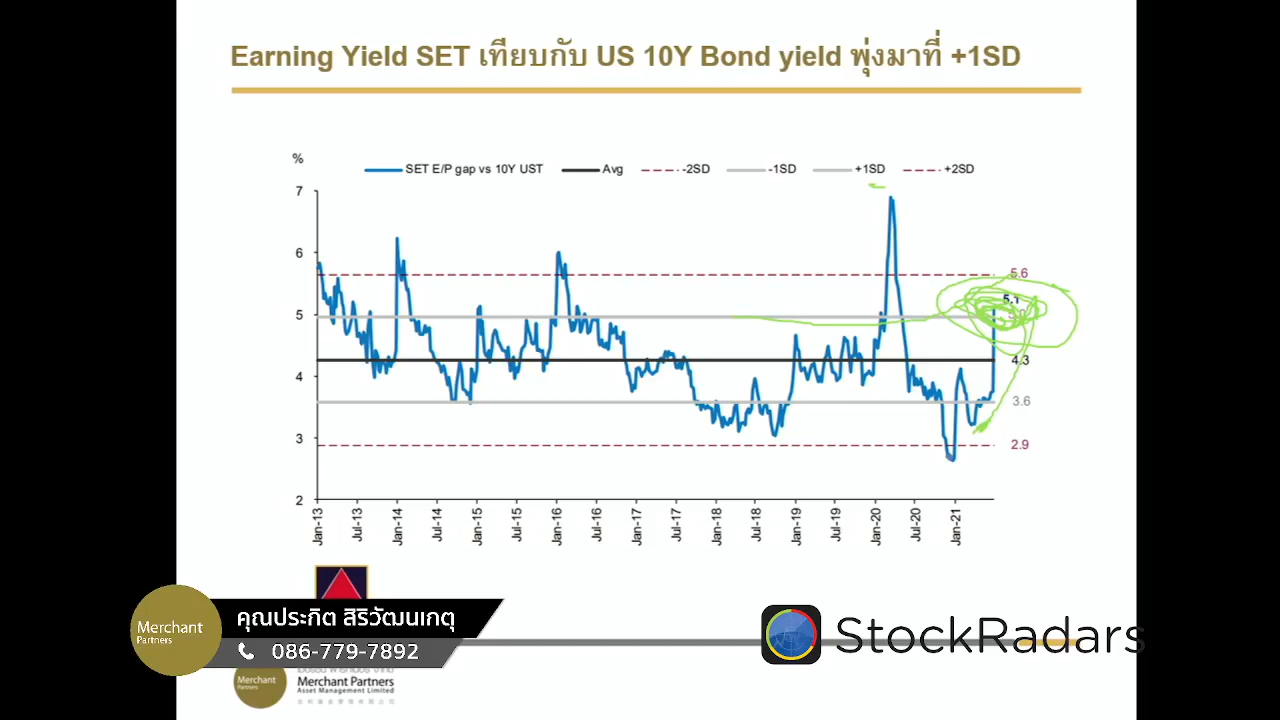 Earning Yield SET เทียบกับ US 10Y Bond yield พุ่งมาที่ +1SD
%
SET E/P gap vs 10Y UST Avg -2SD -1SD +1SD +2SD
7
6
5
4
3
2
5.6
5.1
4.3
3.6
2.9
Jan-13 Jul-13 Jan-14 Jul-14 Jan-15 Jul-15 Jan-16 Jul-16 Jan-17 Jul-17 Jan-18 Jul-18 Jan-19 Jul-19 Jan-20 Jul-20 Jan-21
Merchant
Partners
คุณประกิต สิริวัฒนเกตุ
086-779-7892
StockRadars
Merchant
Partners
Merchant Partners
Asset Management Limited